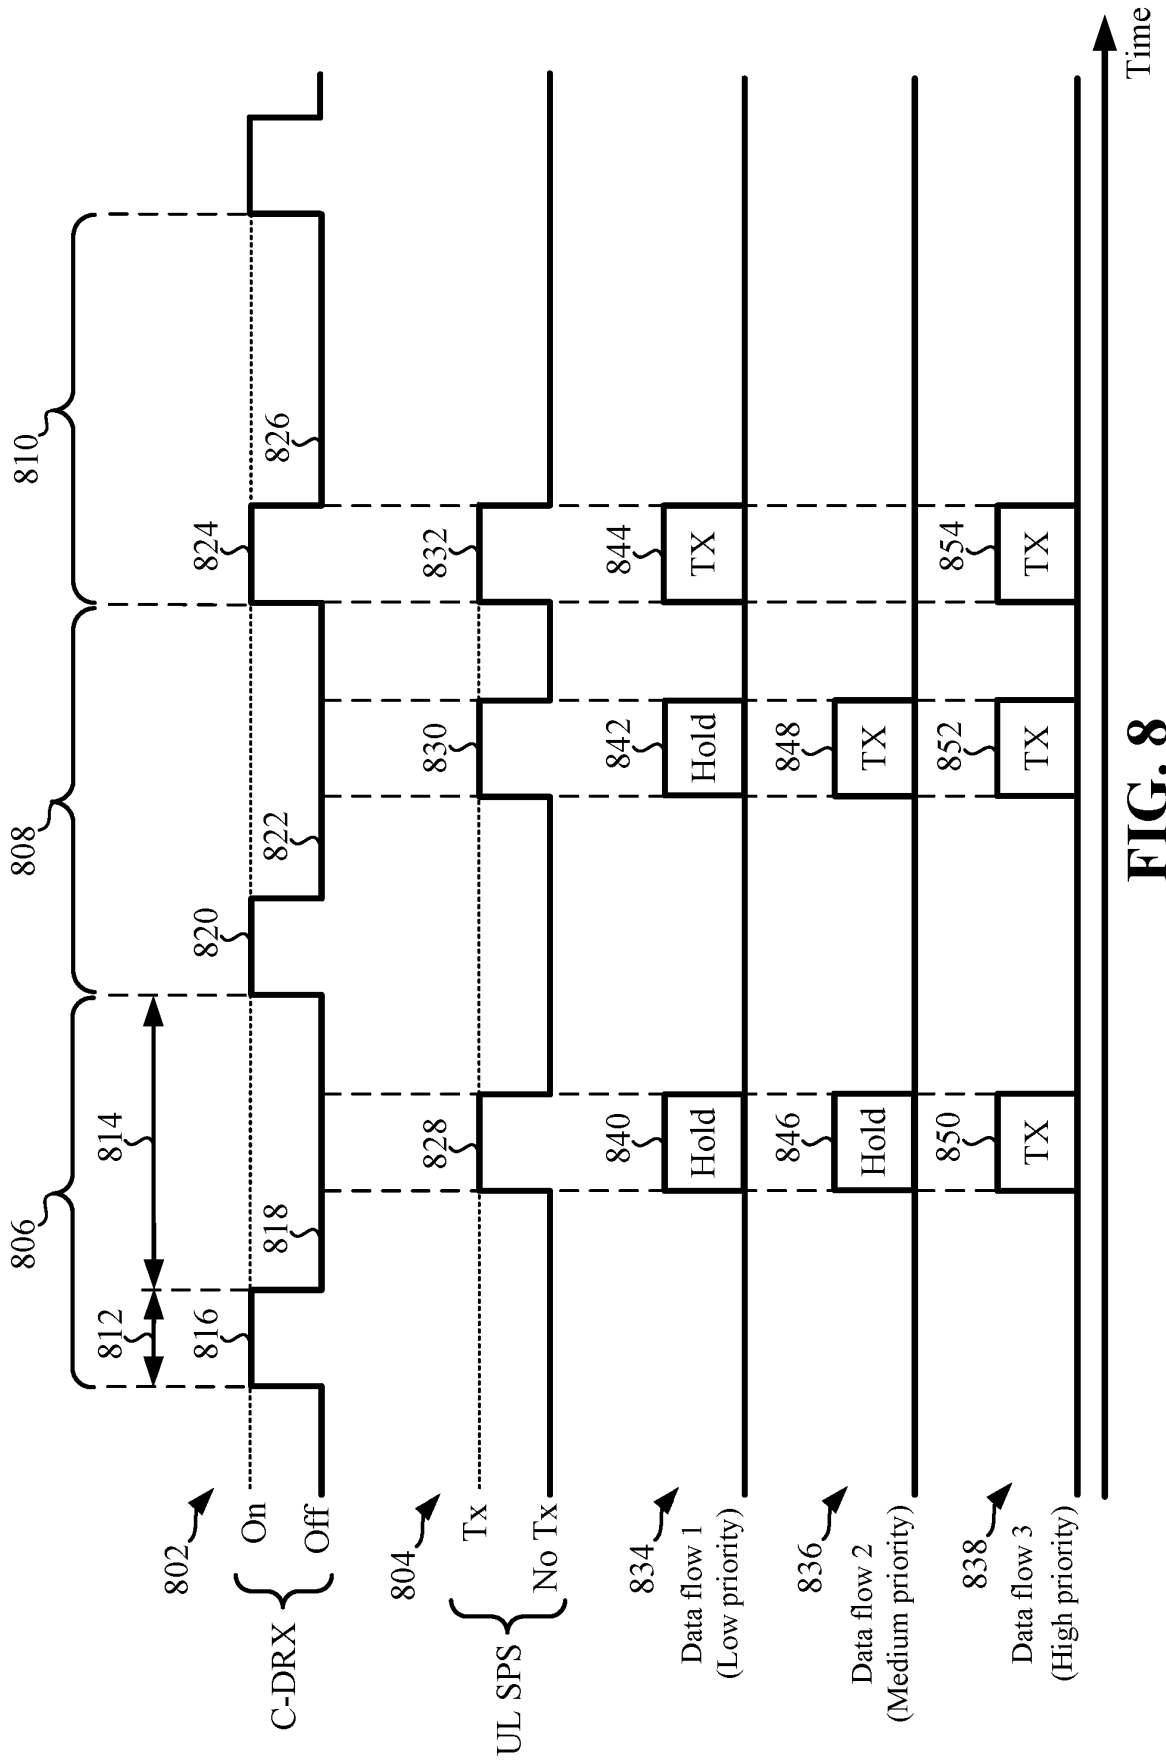 806
808
810
812
814
802
816
820
824
On
Off
C-DRX
818
822
826
804
828
830
832
Tx
No Tx
UL SPS
834
840
842
844
Data flow 1
(Low priority)
Hold
Hold
TX
836
846
848
Data flow 2
(Medium priority)
Hold
TX
838
850
852
854
Data flow 3
(High priority)
TX
TX
TX
Time
FIG. 8